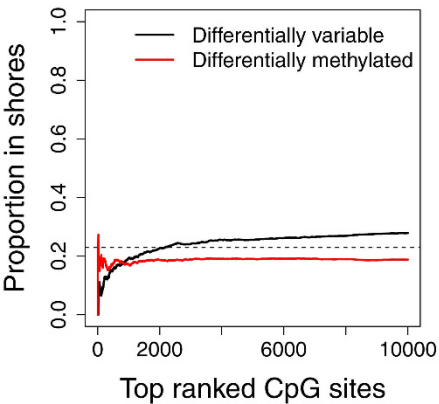 Differentially variable
Differentially methylated
Proportion in shores
1.0
0.8
0.6
0.4
0.2
0.0
0 2000 6000 10000
Top ranked CpG sites